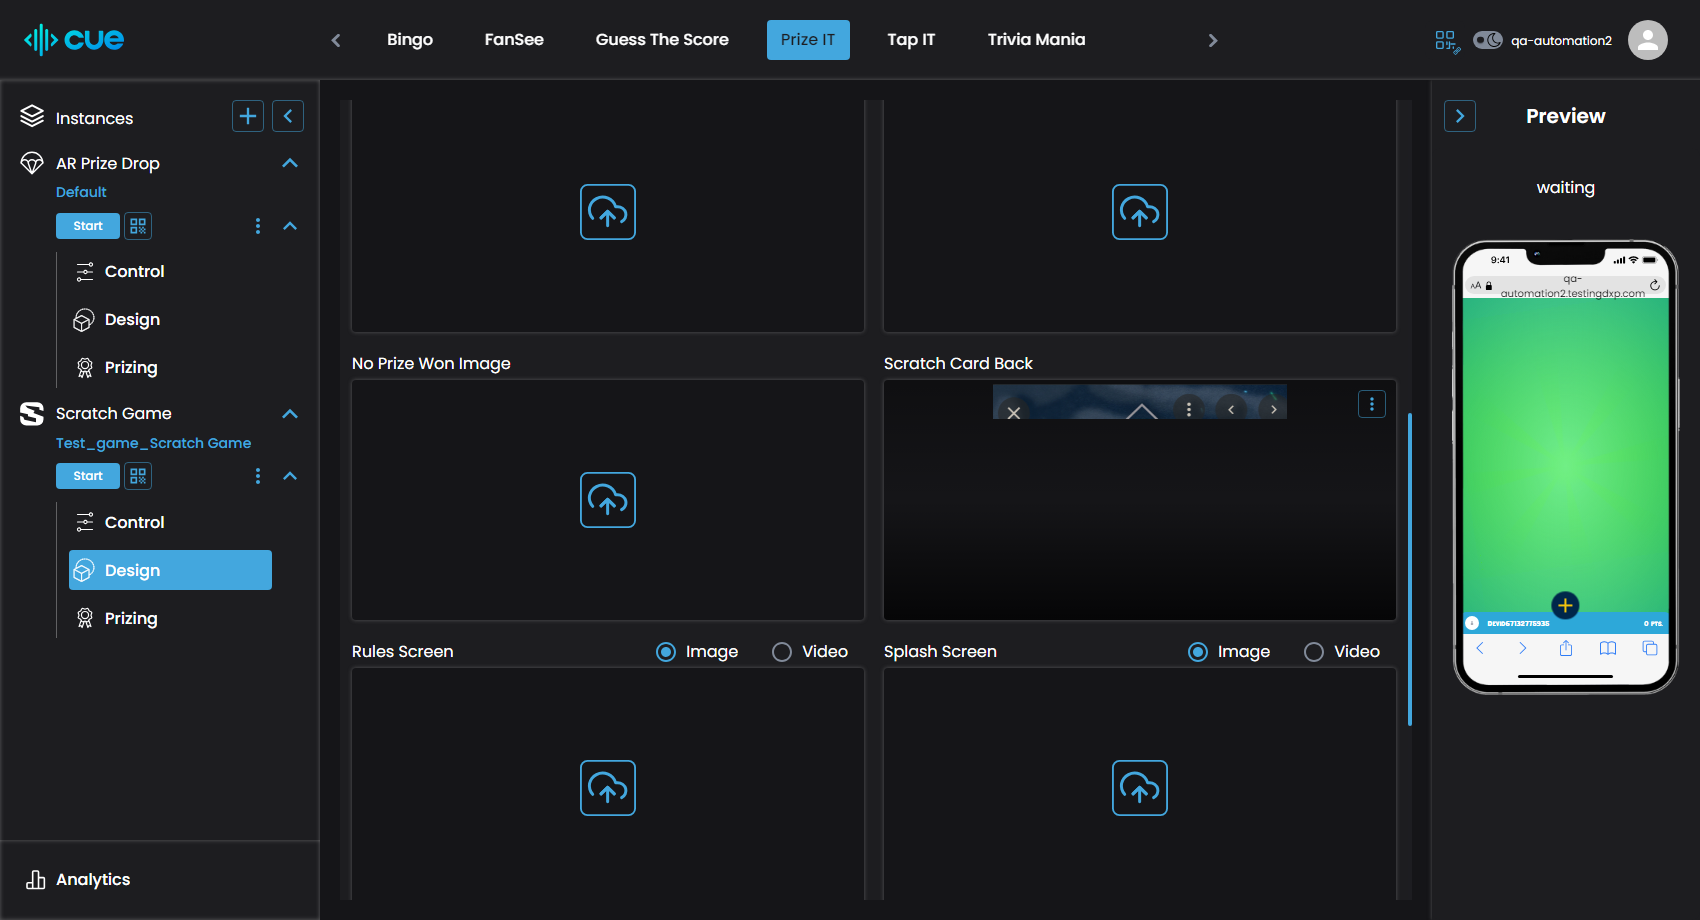 cue
Bingo
FanSee
Guess The Score
Prize IT
Tap IT
Trivia Mania
qa-automation2
Instances
AR Prize Drop
Default
Start
Control
Design
Prizing
Scratch Game
Test_game_Scratch Game
Start
Control
Design
Prizing
Analytics
No Prize Won Image
Scratch Card Back
Rules Screen
Image
Video
Splash Screen
Image
Video
Preview
waiting
9:41
AA
qa-
automation2.testingdxp.com
DEVID67132775935
0 PTS.